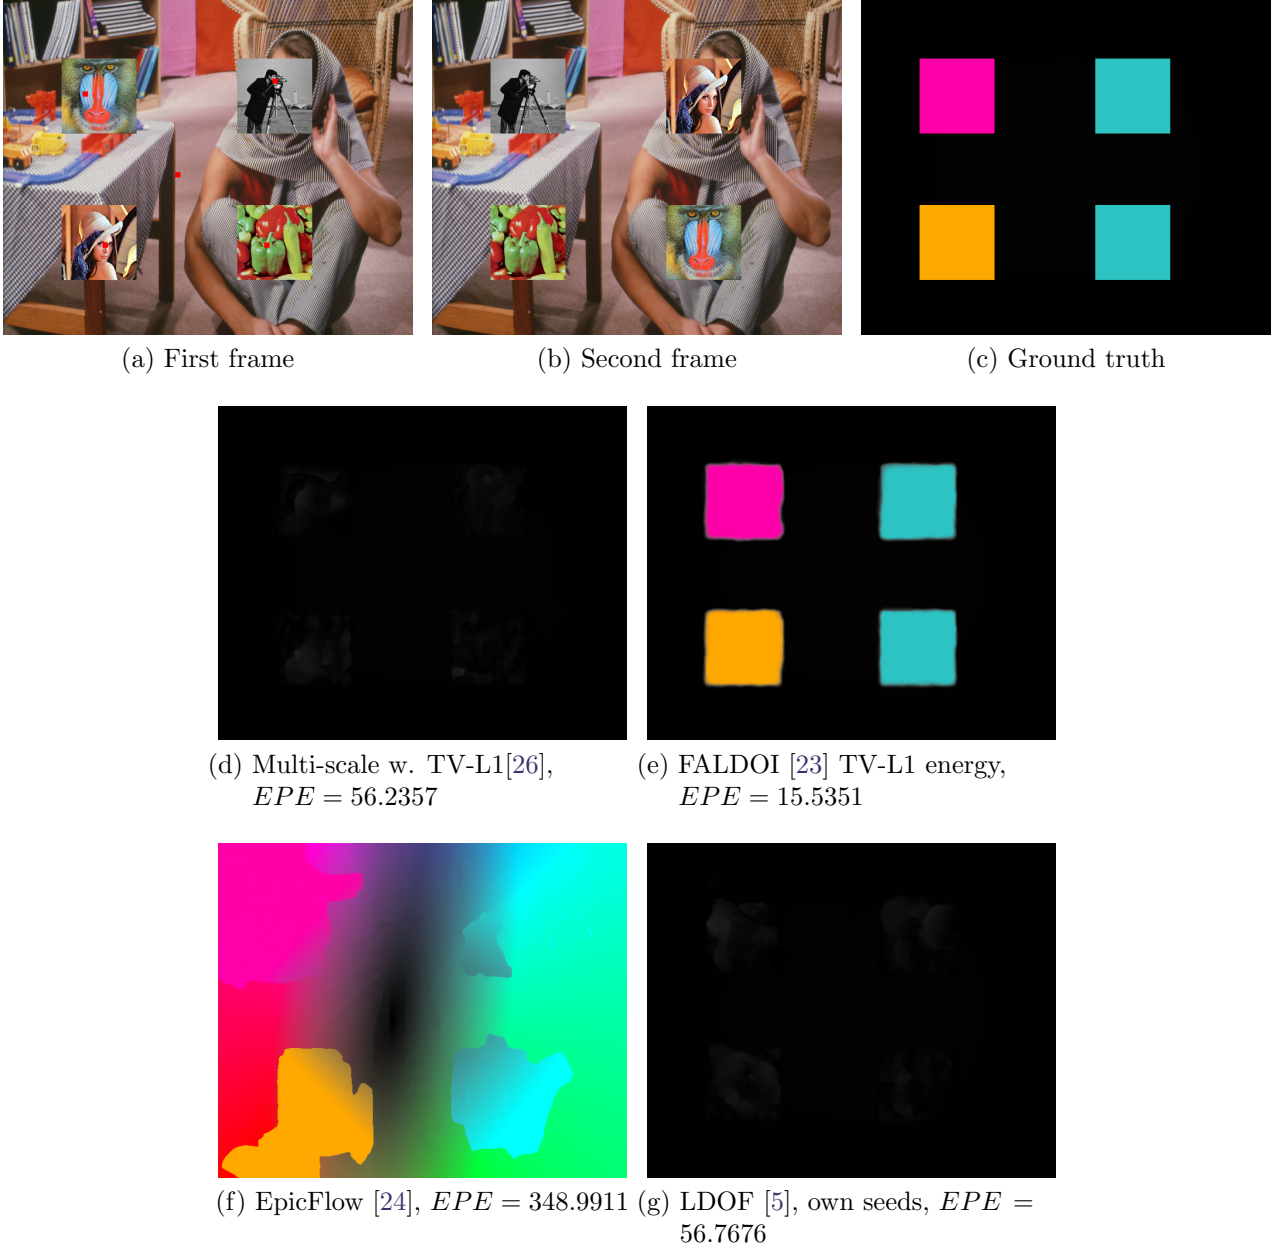 (a) First frame
(b) Second frame
(c) Ground truth
(d) Multi-scale w. TV-L1[26],
EPE = 56.2357
(e) FALDOI [23] TV-L1 energy,
EPE = 15.5351
(f) EpicFlow [24], EPE = 348.9911
(g) LDOF [5], own seeds, EPE =
56.7676